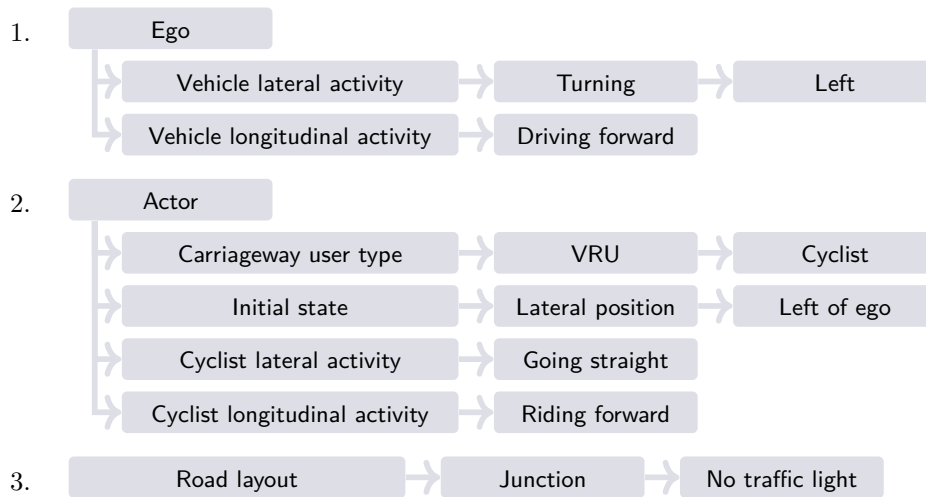 1. Ego
Vehicle lateral activity Turning Left
Vehicle longitudinal activity Driving forward
2. Actor
Carriageway user type VRU Cyclist
Initial state Lateral position Left of ego
Cyclist lateral activity Going straight
Cyclist longitudinal activity Riding forward
3. Road layout Junction No traffic light